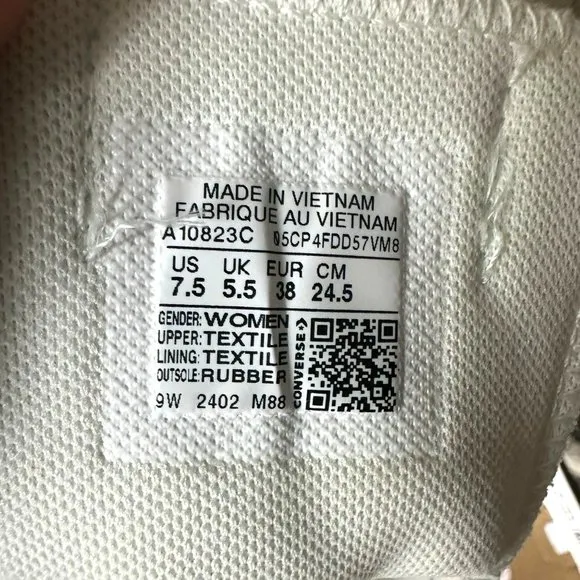 MADE IN VIETNAM
FABRIQUE AU VIETNAM
A10823C 05CP4FDD57VM8
US UK EUR CM
7.5 5.5 38 24.5
GENDER: WOMEN
UPPER: TEXTILE
LINING: TEXTILE
OUTSOLE: RUBBER
CONVERSE
9W 2402 M88